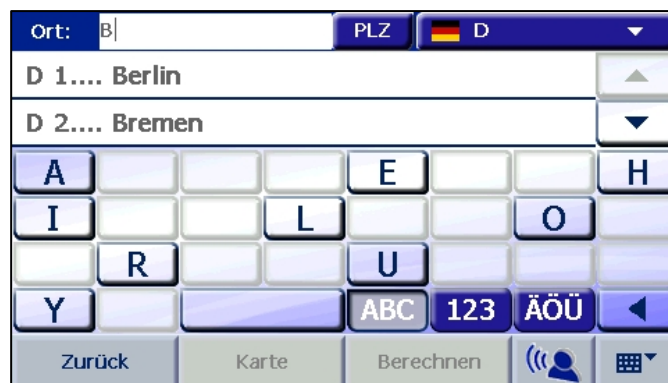 Ort: B PLZ D
D 1.... Berlin
D 2.... Bremen
A E H
I L O
R U
Y ABC 123 ÄÖÜ
Zurück Karte Berechnen